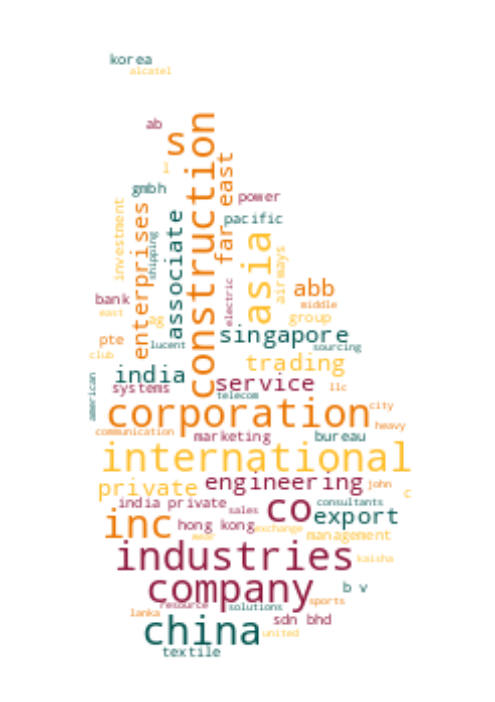 korea
alcatel
ab
s
construction
l
gmbh
far east
power
pacific
investment
enterprises
associate
shipping
asia
airways
electric
abb
middle
bank
east
ag
group
singapore
sourcing
pte
lucent
club
trading
india
service
llc
systems
telecom
american
corporation
city
heavy
communication
marketing
bureau
international
engineering
john
private
c
india private
co
consultants
sales
export
inc
hong kong
exchange
management
industries
kaisha
company
b v
resource
solutions
sports
lanka
sdn bhd
china
united
textile